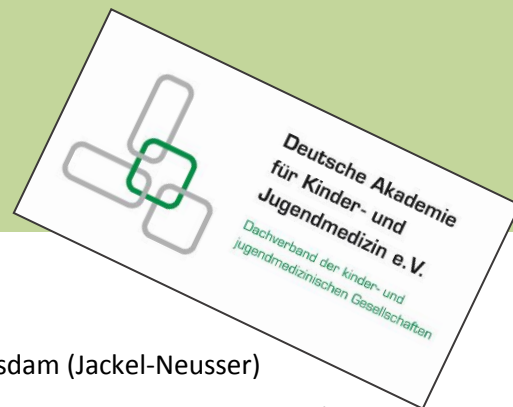 Deutsche Akademie
für Kinder- und
Jugendmedizin e.V.
Dachverband der kinder- und
jugendmedizinischen Gesellschaften
sdam (Jackel-Neusser)